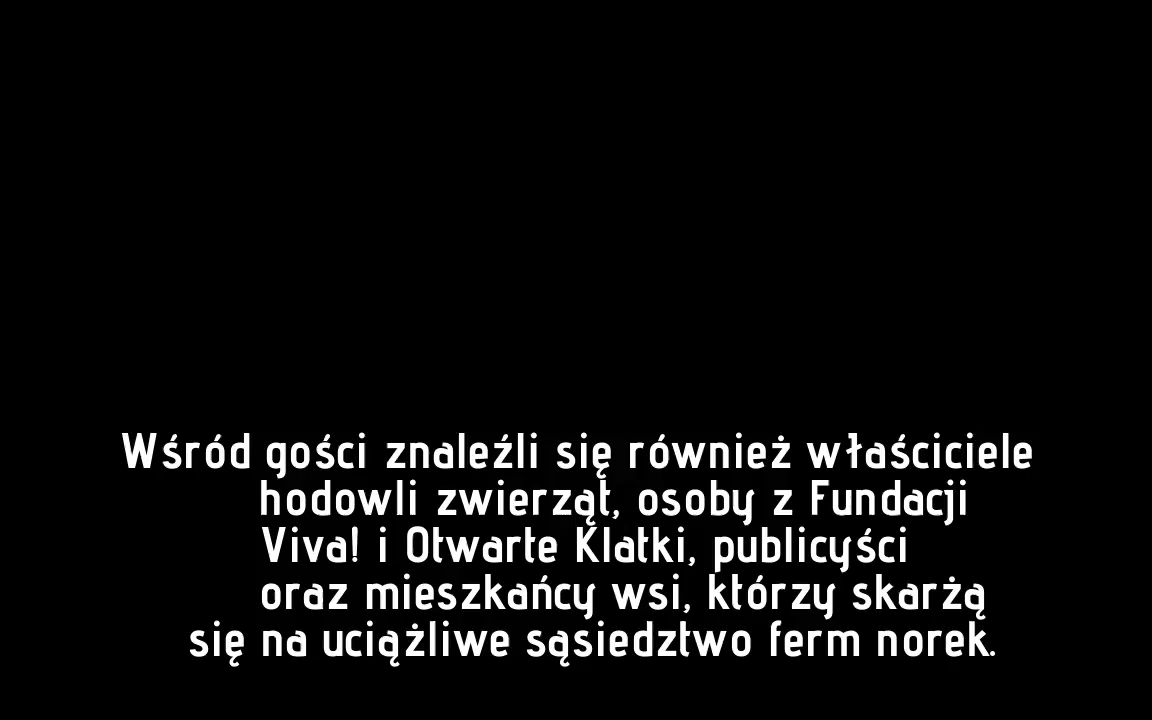 Wśród gości znaleźli się również właściciele
hodowli zwierząt, osoby z Fundacji
Viva! i Otwarte Klatki, publicyści
oraz mieszkańcy wsi, którzy skarżą
się na uciążliwe sąsiedztwo ferm norek.